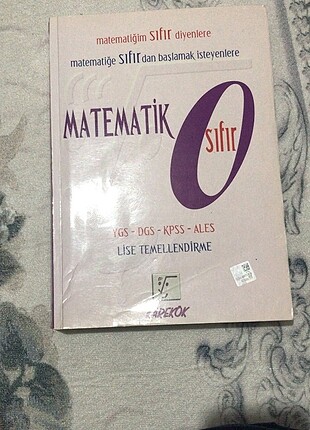 matematiğim sıfır diyenlere
matematiğe sıfırdan başlamak isteyenlere
MATEMATİK
0
sıfır
YGS - DGS - KPSS - ALES
LİSE TEMELLENDİRME
KAREKÖK